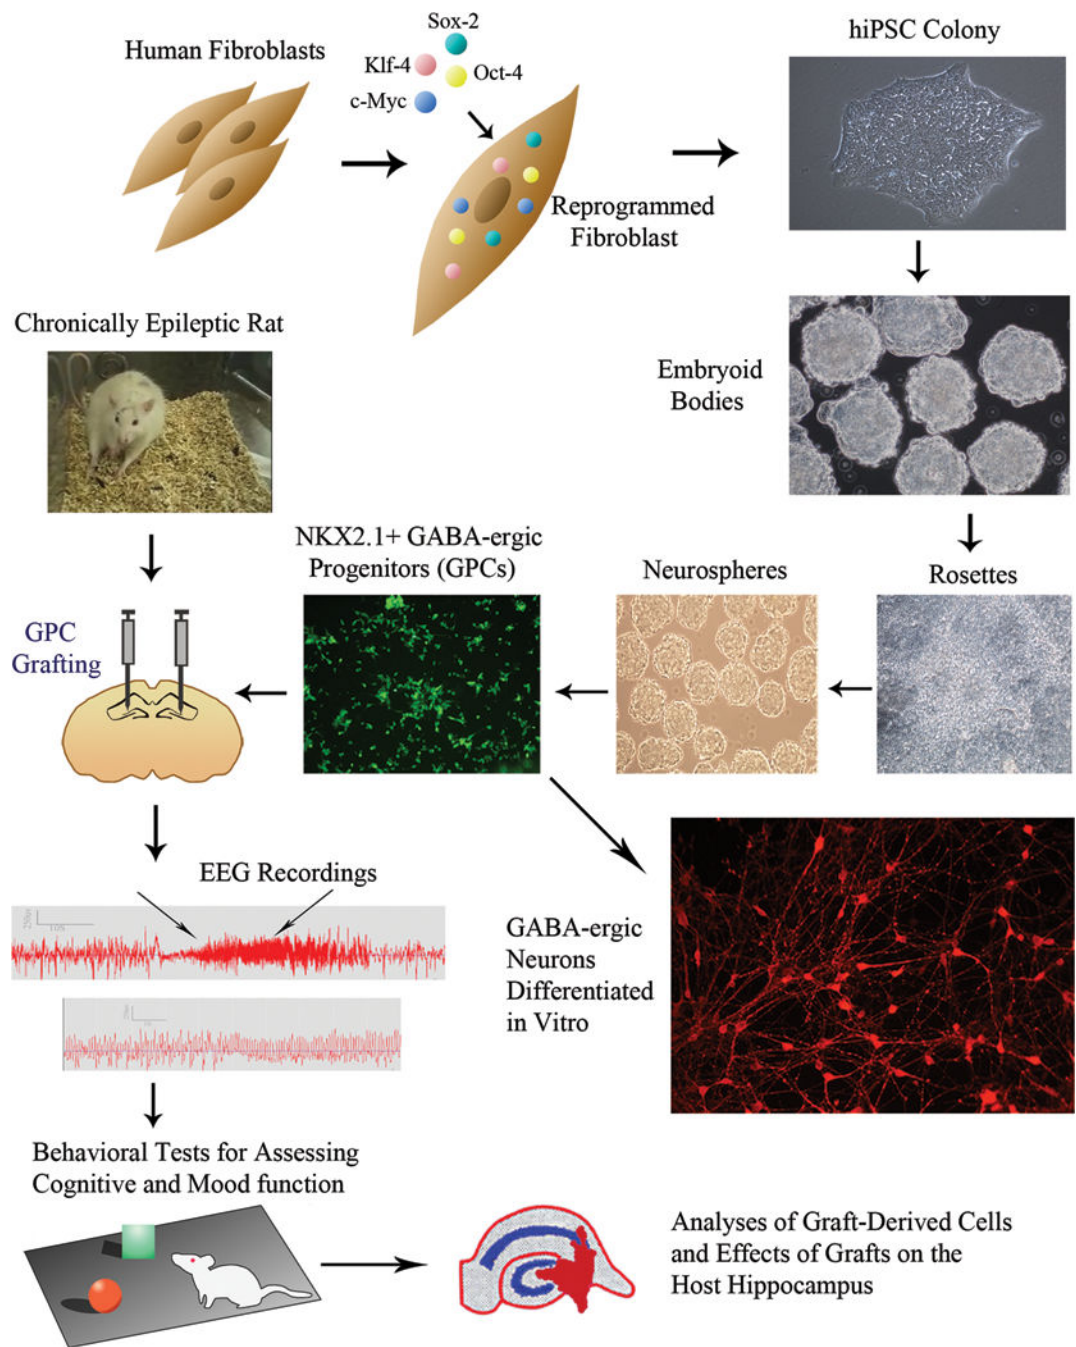 Human Fibroblasts
Sox-2
Klf-4
Oct-4
c-Myc
Reprogrammed
Fibroblast
hiPSC Colony
Embryoid
Bodies
Rosettes
Neurospheres
NKX2.1+ GABA-ergic
Progenitors (GPCs)
Chronically Epileptic Rat
GPC
Grafting
GABA-ergic
Neurons
Differentiated
in Vitro
EEG Recordings
Behavioral Tests for Assessing
Cognitive and Mood function
Analyses of Graft-Derived Cells
and Effects of Grafts on the
Host Hippocampus